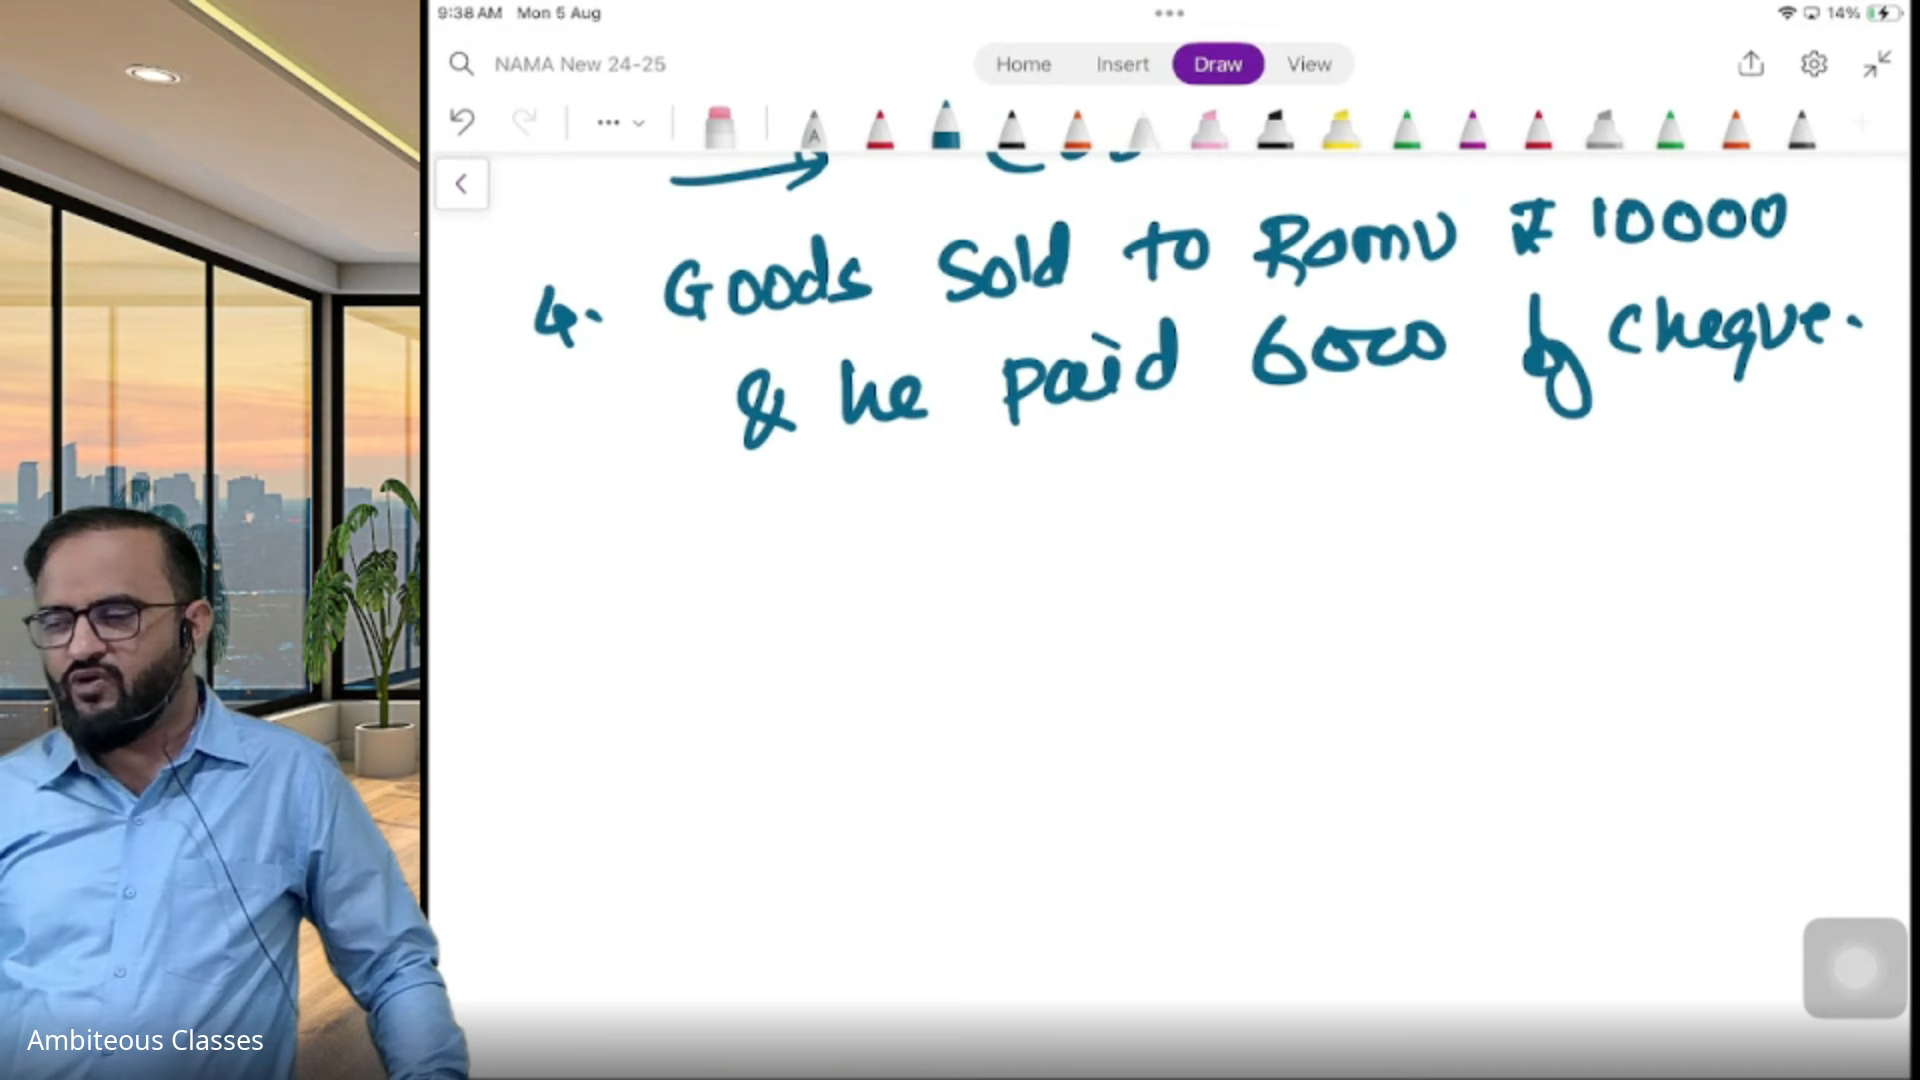 9:38 AM Mon 5 Aug
14%
NAMA New 24-25
Home Insert Draw View
A
4. Goods Sold to Ramu ₹ 10000
& he paid 6000 by cheque.
Ambiteous Classes